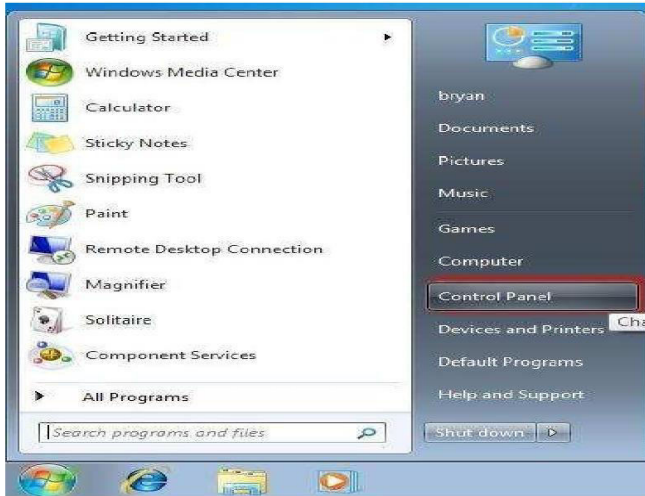 Getting Started
Windows Media Center
Calculator
Sticky Notes
Snipping Tool
Paint
Remote Desktop Connection
Magnifier
Solitaire
Component Services
All Programs
Search programs and files
bryan
Documents
Pictures
Music
Games
Computer
Control Panel
Cha
Devices and Printers
Default Programs
Help and Support
Shut down